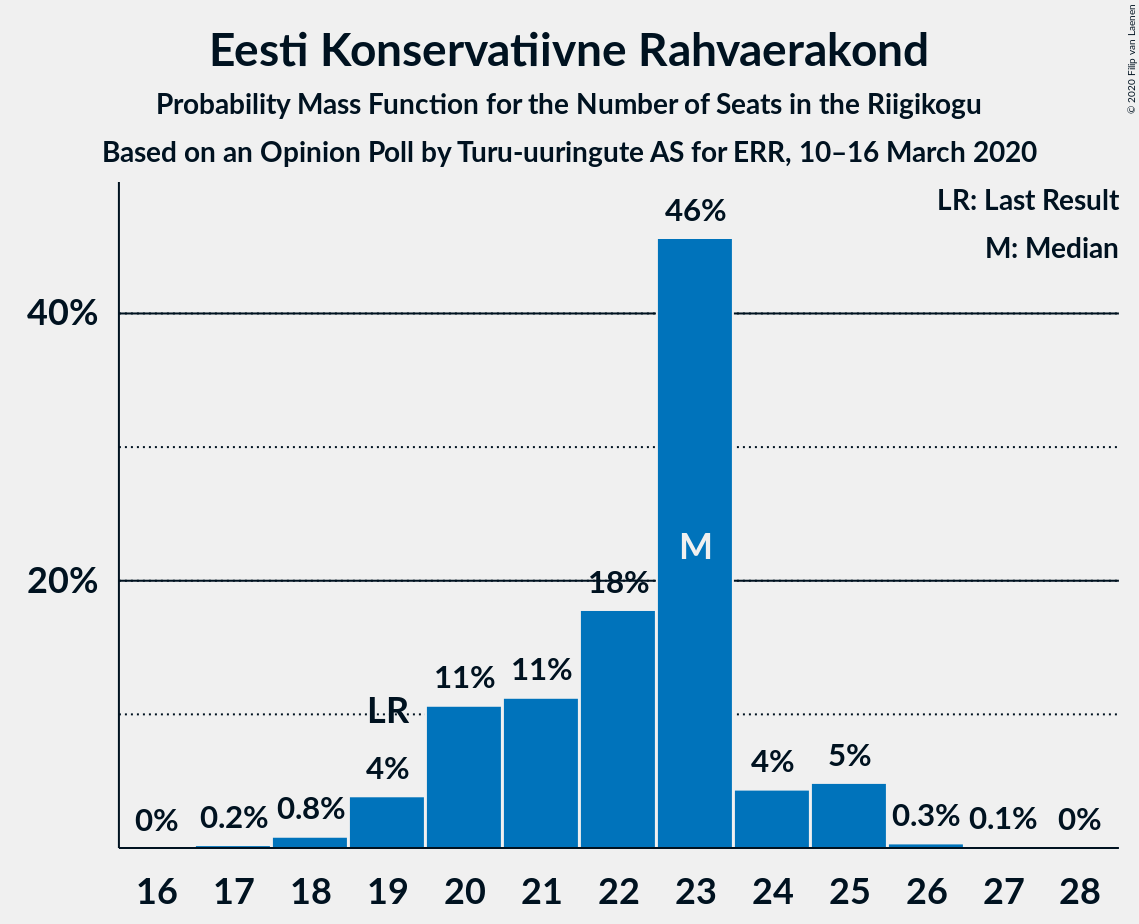 Eesti Konservatiivne Rahvaerakond
Probability Mass Function for the Number of Seats in the Riigikogu
Based on an Opinion Poll by Turu-uuringute AS for ERR, 10–16 March 2020
© 2020 Filip van Laenen
LR: Last Result
M: Median
40%
20%
0%
0.2%
0.8%
LR
4%
11%
11%
18%
46%
M
4%
5%
0.3%
0.1%
0%
16 17 18 19 20 21 22 23 24 25 26 27 28